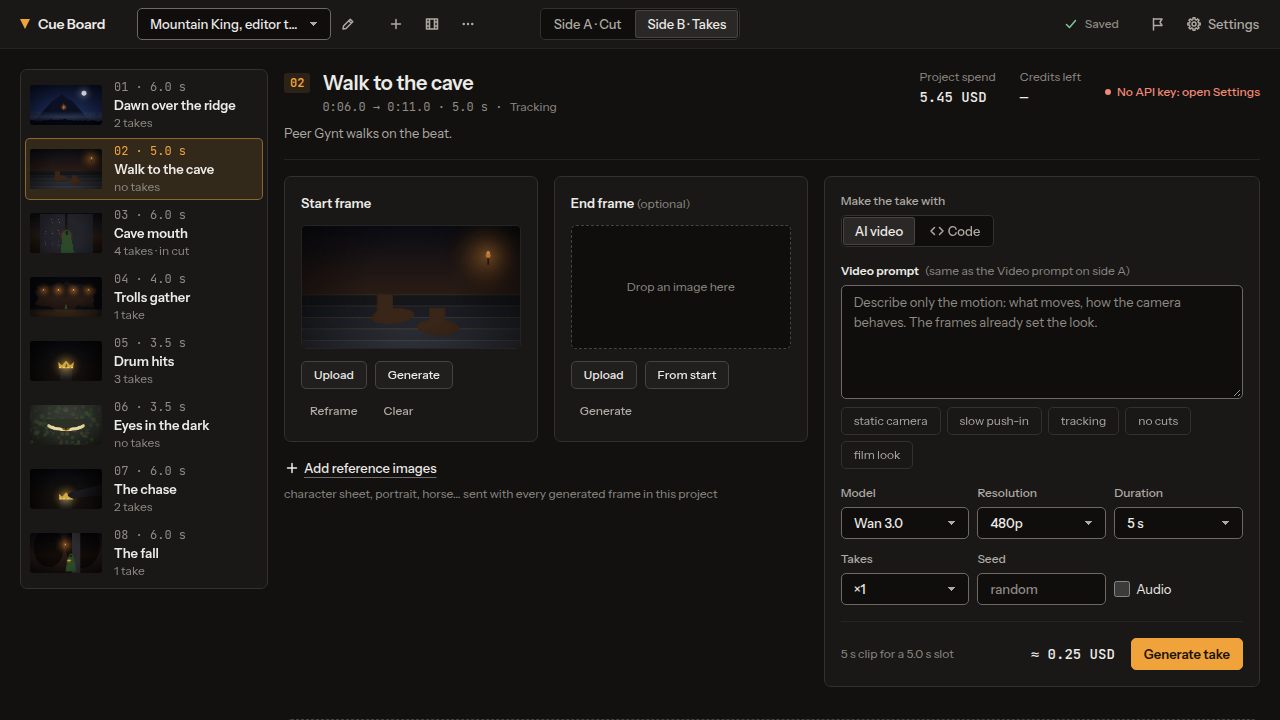 Cue Board
Mountain King, editor t...
Side A·Cut
Side B·Takes
Saved
Settings
01 · 6.0 s
Dawn over the ridge
2 takes
02 · 5.0 s
Walk to the cave
no takes
03 · 6.0 s
Cave mouth
4 takes·in cut
04 · 4.0 s
Trolls gather
1 take
05 · 3.5 s
Drum hits
3 takes
06 · 3.5 s
Eyes in the dark
no takes
07 · 6.0 s
The chase
2 takes
08 · 6.0 s
The fall
1 take
02 Walk to the cave
0:06.0 → 0:11.0 · 5.0 s · Tracking
Peer Gynt walks on the beat.
Project spend
5.45 USD
Credits left
—
No API key: open Settings
Start frame
Upload
Generate
Reframe
Clear
End frame (optional)
Drop an image here
Upload
From start
Generate
Add reference images
character sheet, portrait, horse... sent with every generated frame in this project
Make the take with
AI video
Code
Video prompt (same as the Video prompt on side A)
Describe only the motion: what moves, how the camera
behaves. The frames already set the look.
static camera
slow push-in
tracking
no cuts
film look
Model
Resolution
Duration
Wan 3.0
480p
5 s
Takes
Seed
×1
random
Audio
5 s clip for a 5.0 s slot
≈ 0.25 USD
Generate take